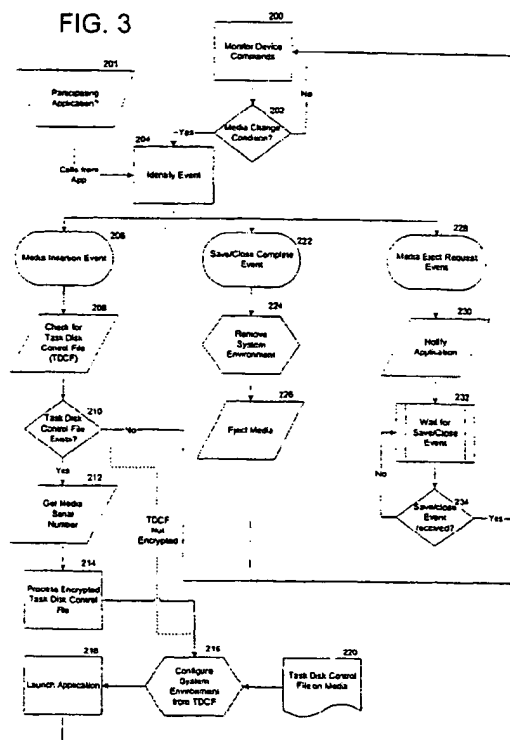 FIG. 3
200
Monitor Device
Commands
201
Participating
Application?
No
202
Media Change
Condition?
Yes
204
Identify Event
Calls from
App
206
Media Insertion Event
222
Save/Close Complete
Event
228
Media Eject Request
Event
208
Check for
Task Disk
Control File
(TDCF)
224
Remove
System
Environment
230
Notify
Application
210
Task Disk
Control File
Exists?
No
226
Eject Media
232
Wait for
Save/Close
Event
No
Yes
212
Get Media
Serial
Number
TDCF
Not
Encrypted
234
Save/close
Event
received?
Yes
214
Process Encrypted
Task Disk Control
File
218
Launch Application
216
Configure
System
Environment
from TDCF
220
Task Disk Control
File on Media